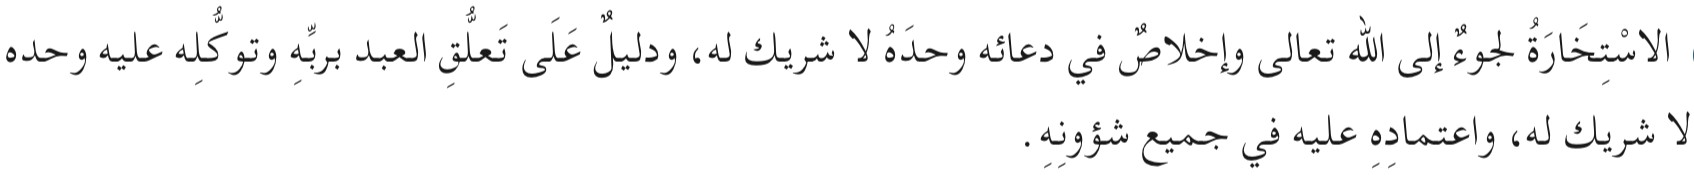 الاسْتِخَارَةُ لجوءٌ إلى الله تعالى وإخلاصٌ في دعائه وحدَهُ لا شريك له، ودليلٌ عَلَى تَعلُّقِ العبد بربِّهِ وتوكُّلِه عليه وحده
لا شريك له، واعتمادِهِ عليه في جميع شؤونِهِ.